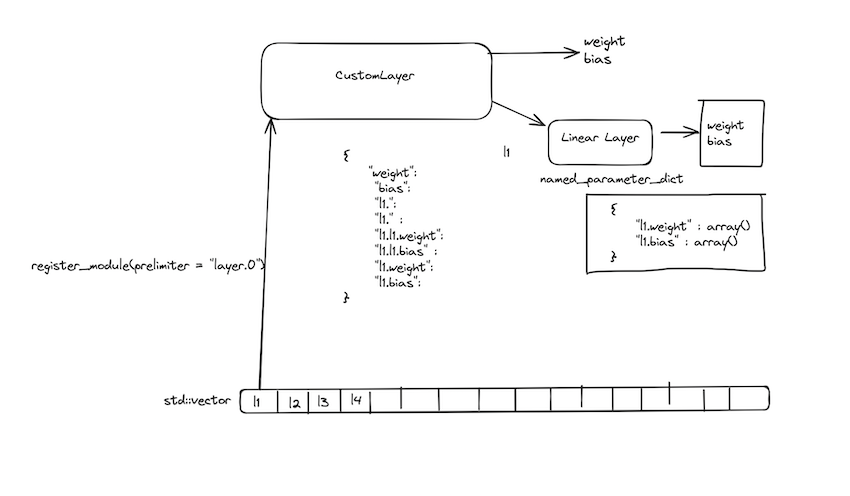 weight
bias
CustomLayer
Linear Layer
weight
bias
l1
named_parameter_dict
{
"weight":
"bias":
"l1.":
"l1." :
"l1.l1.weight":
"l1.l1.bias" :
"l1.weight":
"l1.bias":
}
{
"l1.weight" : array()
"l1.bias" : array()
}
register_module(prelimiter = "layer.0")
std::vector
l1
l2
l3
l4